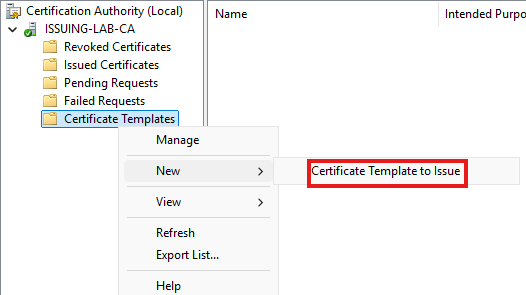 Certification Authority (Local)
ISSUING-LAB-CA
Revoked Certificates
Issued Certificates
Pending Requests
Failed Requests
Certificate Templates
Name
Intended Purpo
Manage
New
Certificate Template to Issue
View
Refresh
Export List...
Help